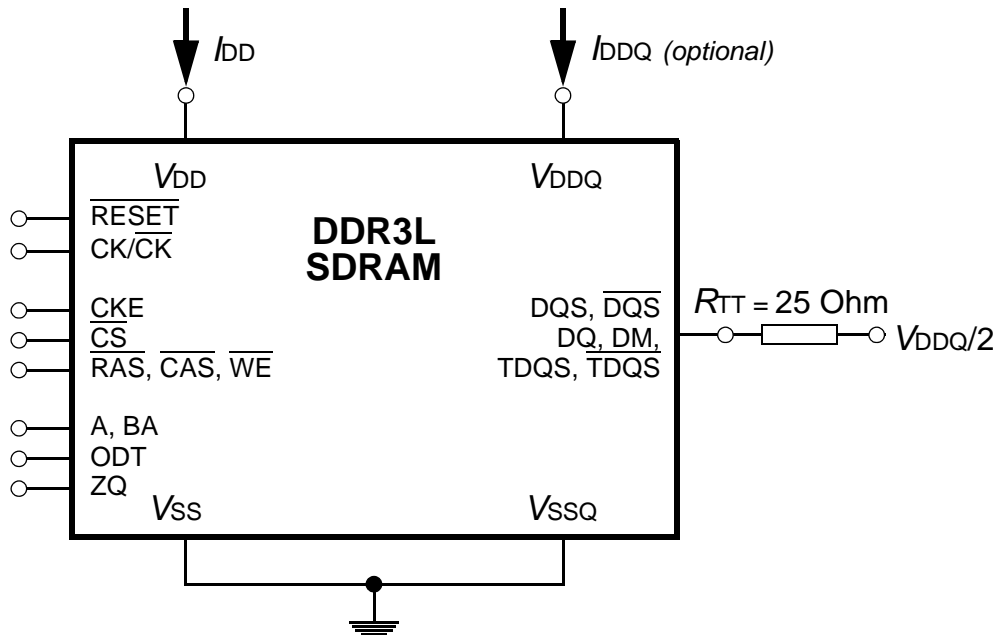 IDD
IDDQ (optional)
VDD
VDDQ
RESET
CK/CK
DDR3L
SDRAM
CKE
CS
RAS, CAS, WE
DQS, DQS
DQ, DM,
TDQS, TDQS
RTT = 25 Ohm
VDDQ/2
A, BA
ODT
ZQ
VSS
VSSQ